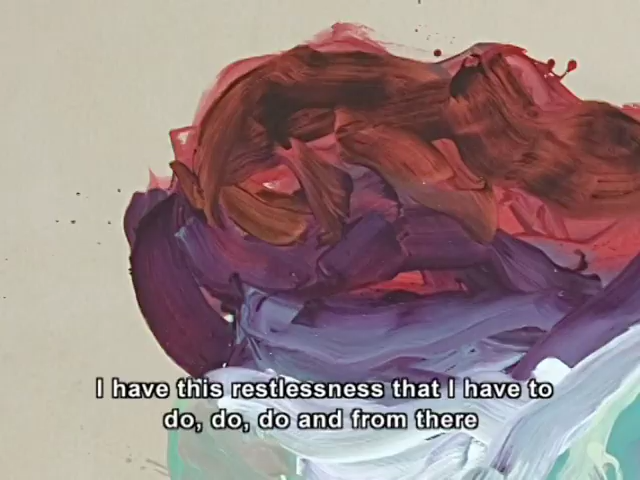 I have this restlessness that I have to
do, do, do and from there